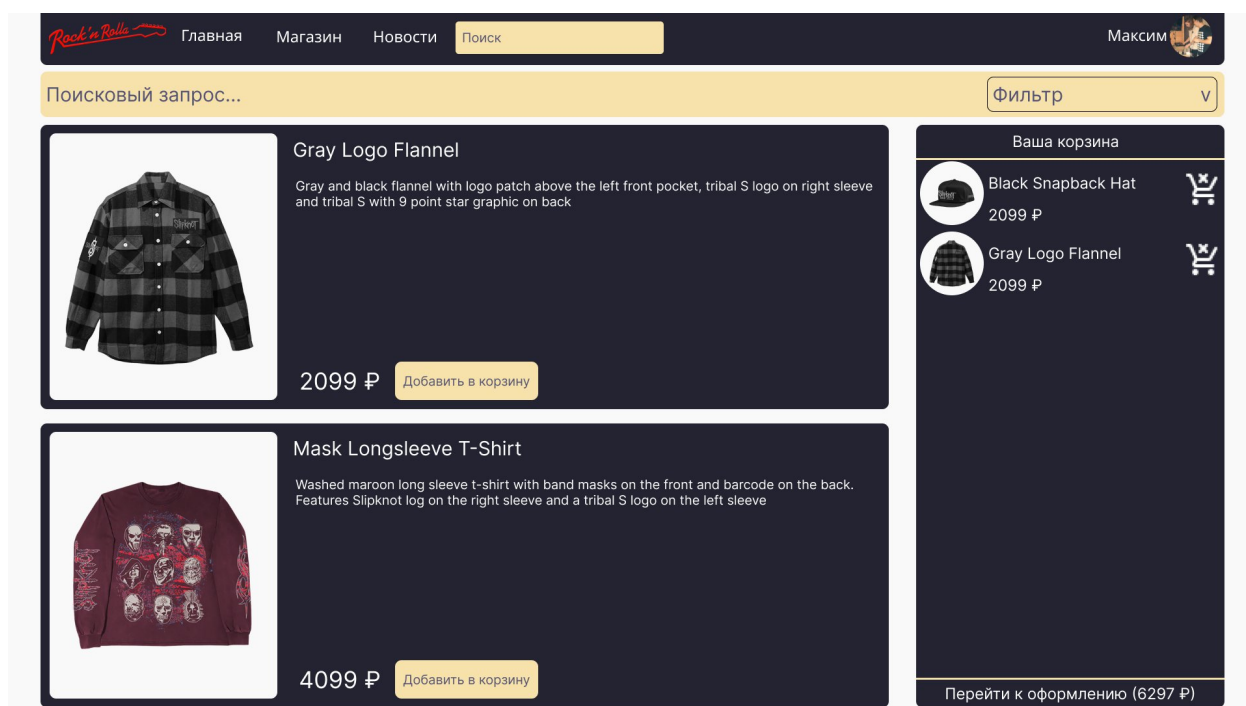 Rock'n Rolla
Главная
Магазин
Новости
Поиск
Максим
Поисковый запрос...
Фильтр
v
Gray Logo Flannel
Gray and black flannel with logo patch above the left front pocket, tribal S logo on right sleeve
and tribal S with 9 point star graphic on back
2099 ₽
Добавить в корзину
Mask Longsleeve T-Shirt
Washed maroon long sleeve t-shirt with band masks on the front and barcode on the back.
Features Slipknot log on the right sleeve and a tribal S logo on the left sleeve
4099 ₽
Добавить в корзину
Ваша корзина
Black Snapback Hat
2099 ₽
Gray Logo Flannel
2099 ₽
Перейти к оформлению (6297 ₽)